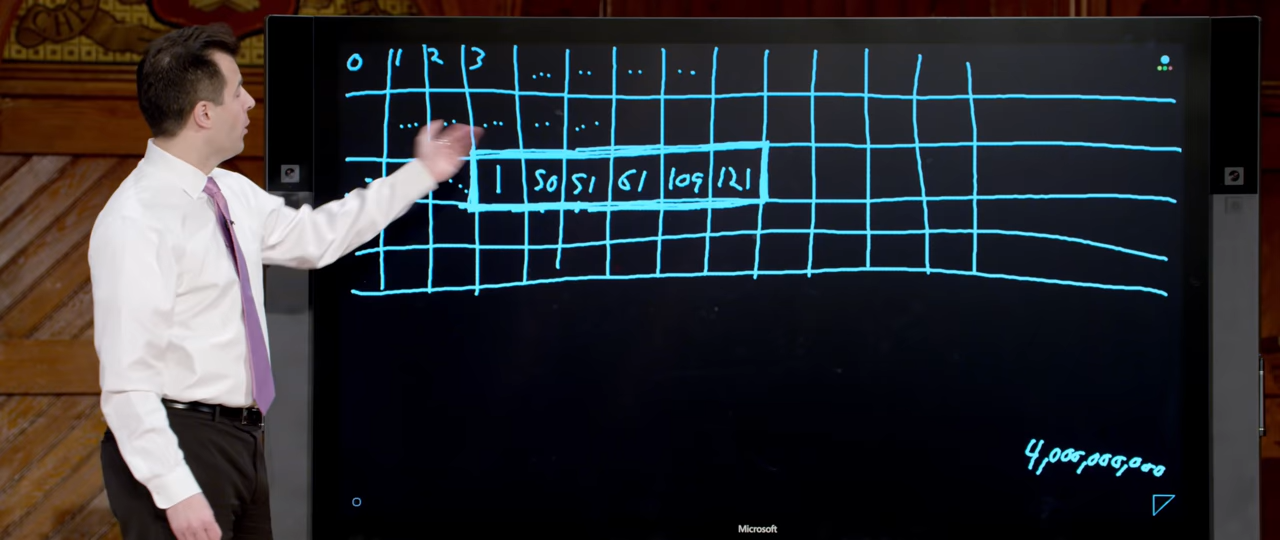 0 1 2 3 ... .. .. ..
... .. ... .. ...
1 50 51 61 109 121
4,000,000,000
Microsoft